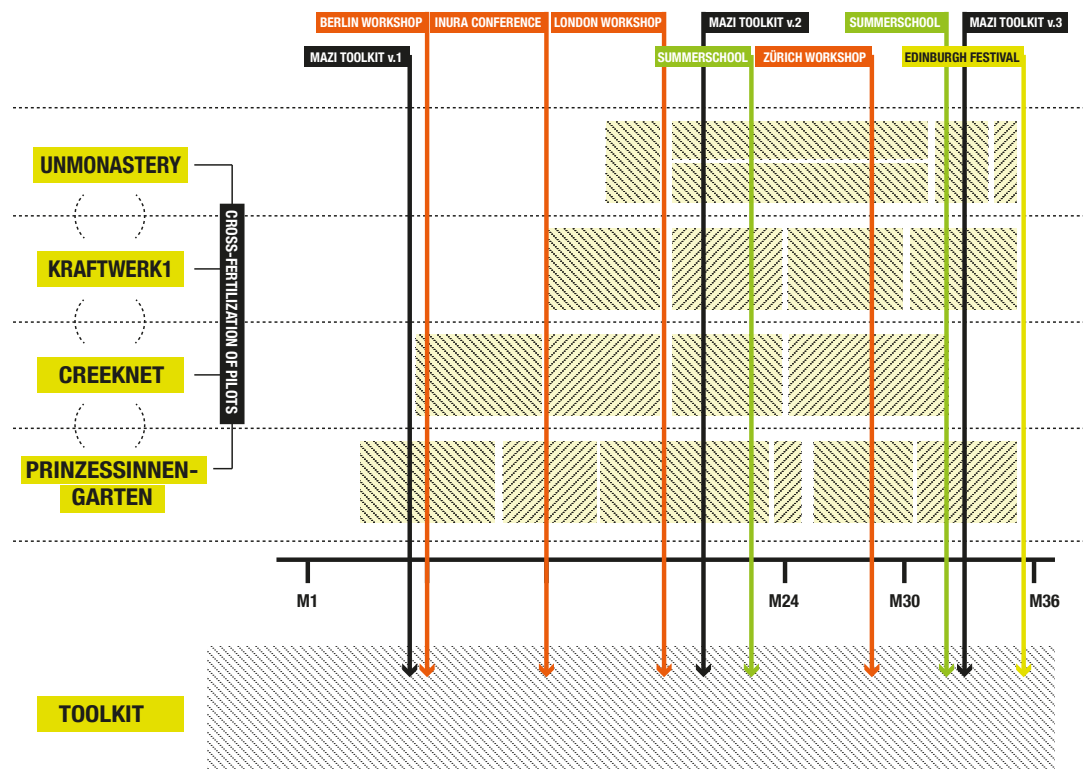 BERLIN WORKSHOP
INURA CONFERENCE
LONDON WORKSHOP
MAZI TOOLKIT v.2
SUMMERSCHOOL
MAZI TOOLKIT v.3
MAZI TOOLKIT v.1
SUMMERSCHOOL
ZÜRICH WORKSHOP
EDINBURGH FESTIVAL
UNMONASTERY
KRAFTWERK1
CREEKNET
PRINZESSINNEN-
GARTEN
CROSS-FERTILIZATION OF PILOTS
M1
M24
M30
M36
TOOLKIT